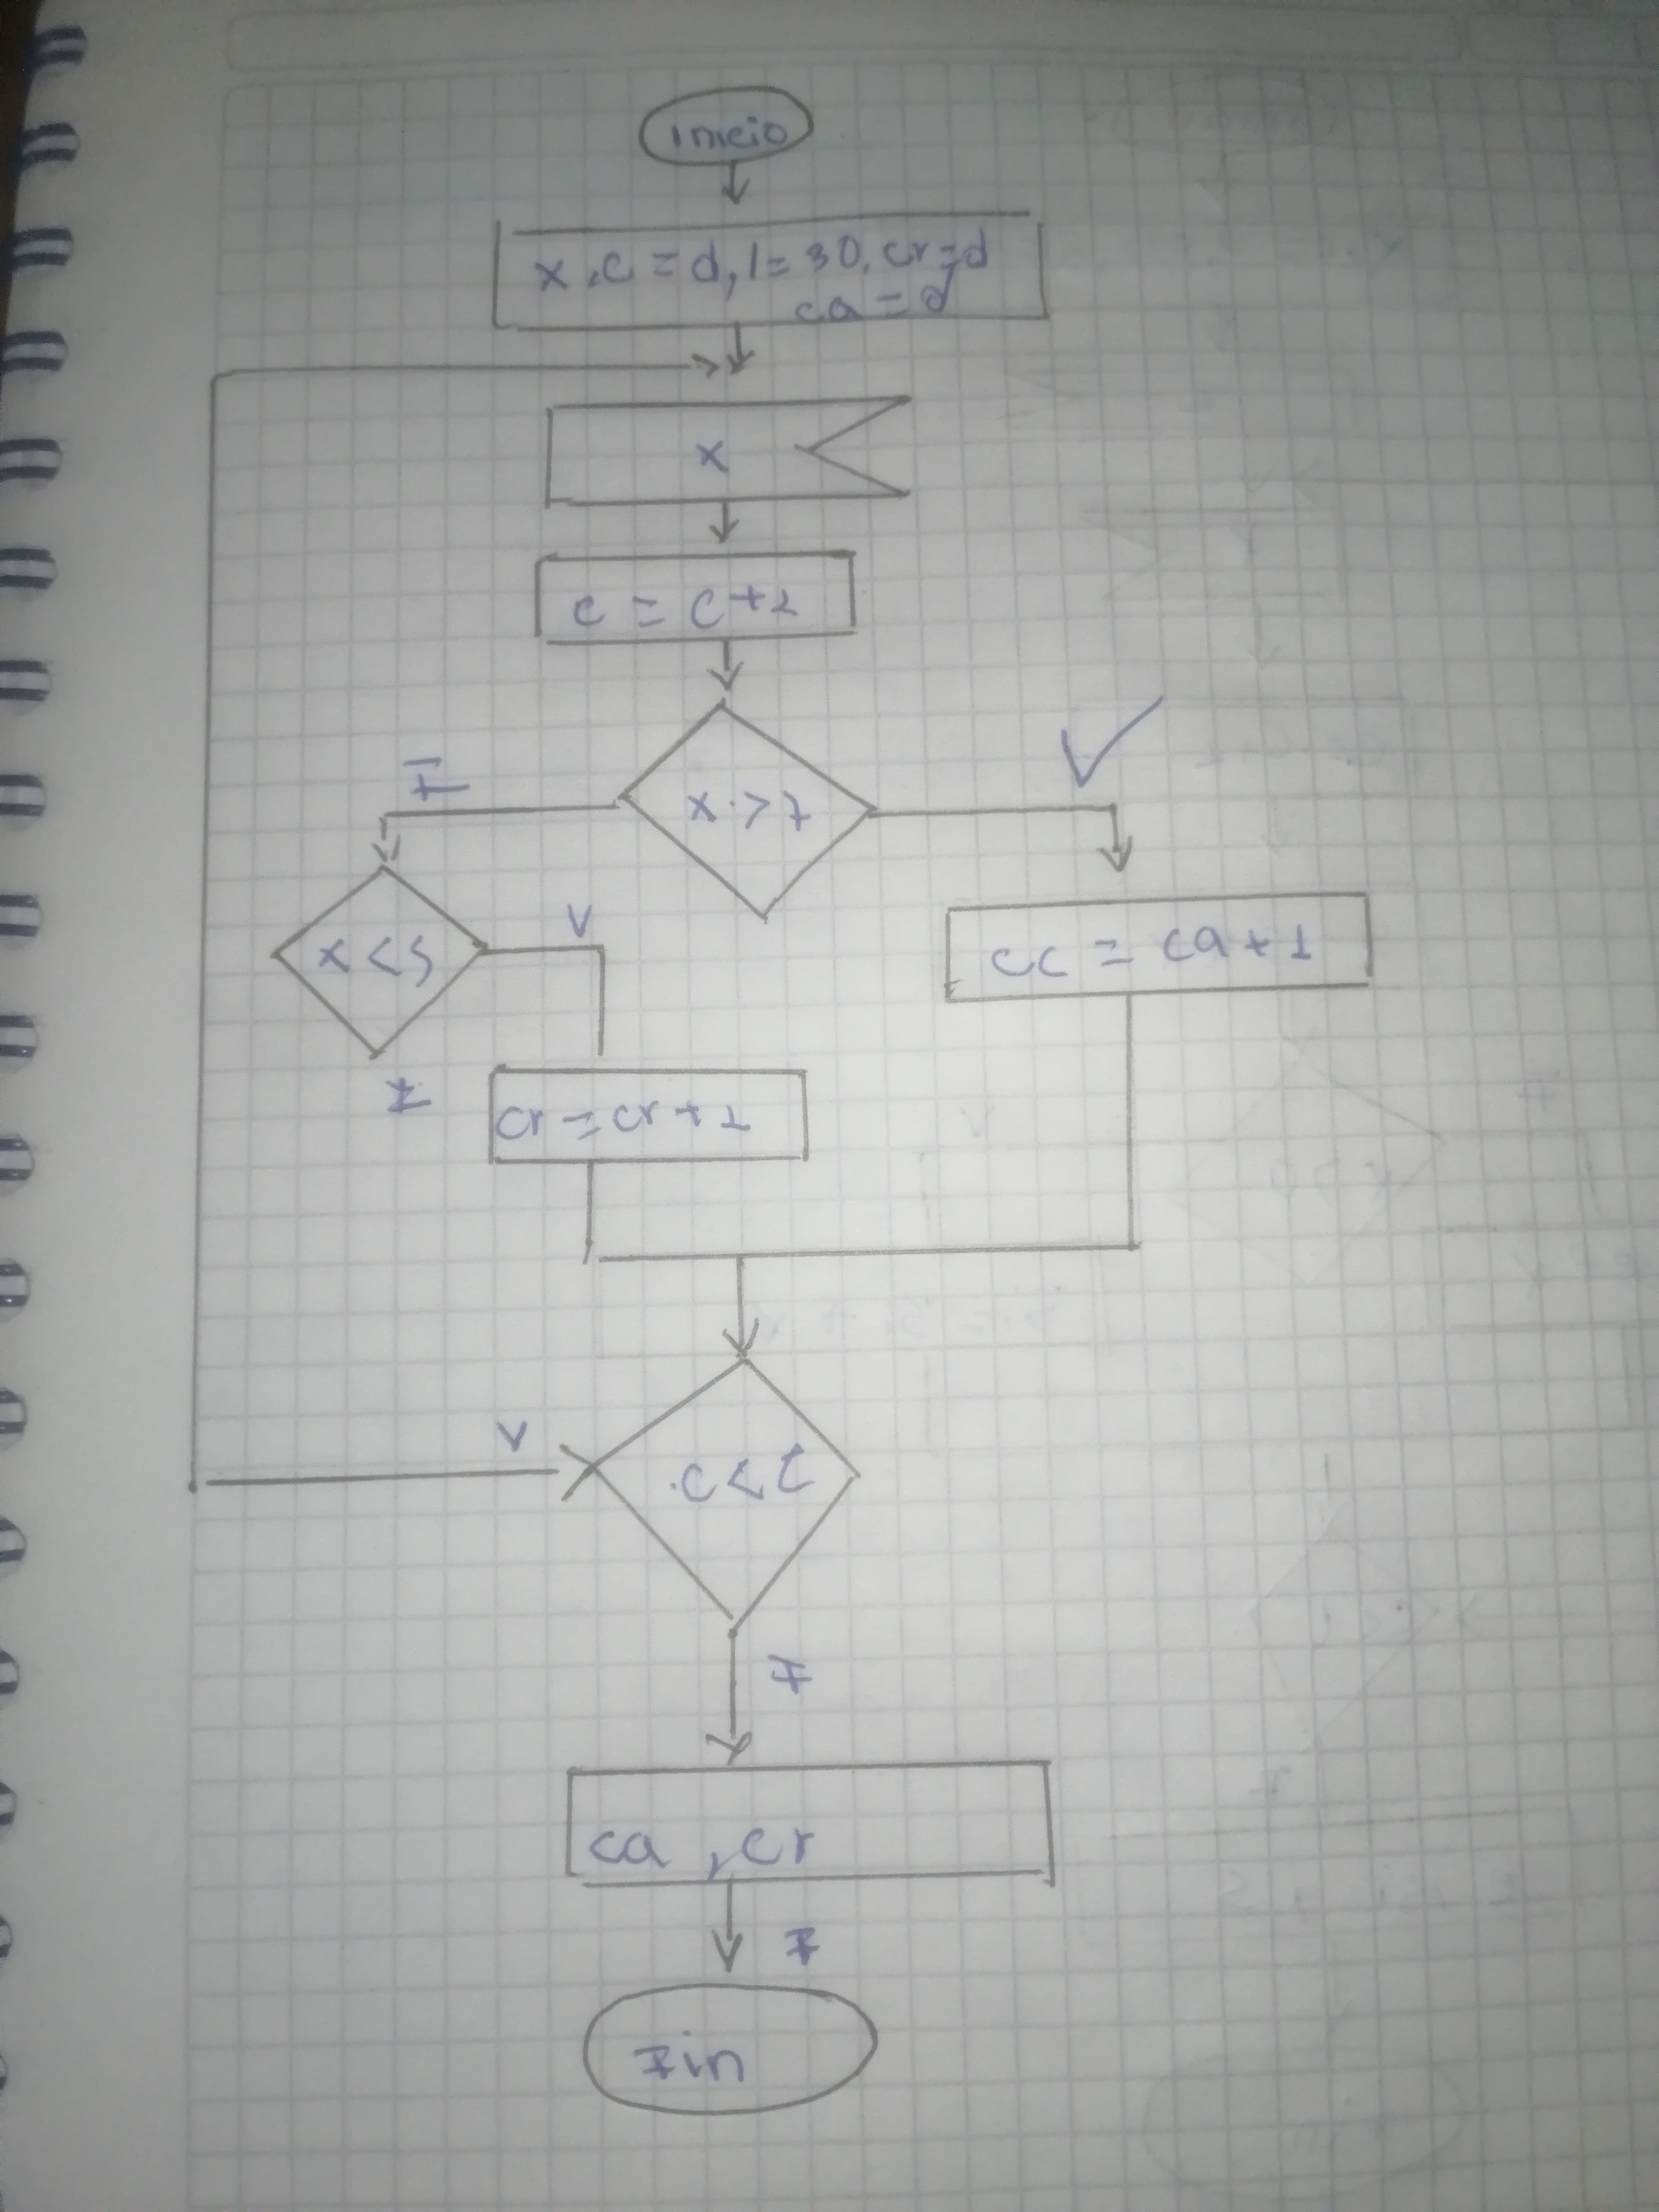 inicio
x, c = d, l = 30, cr = d
ca = d
x
c = c + 1
F
x > 7
V
x < 5
V
cc = ca + 1
F
cr = cr + 1
V
c < l
F
ca, cr
F
Fin